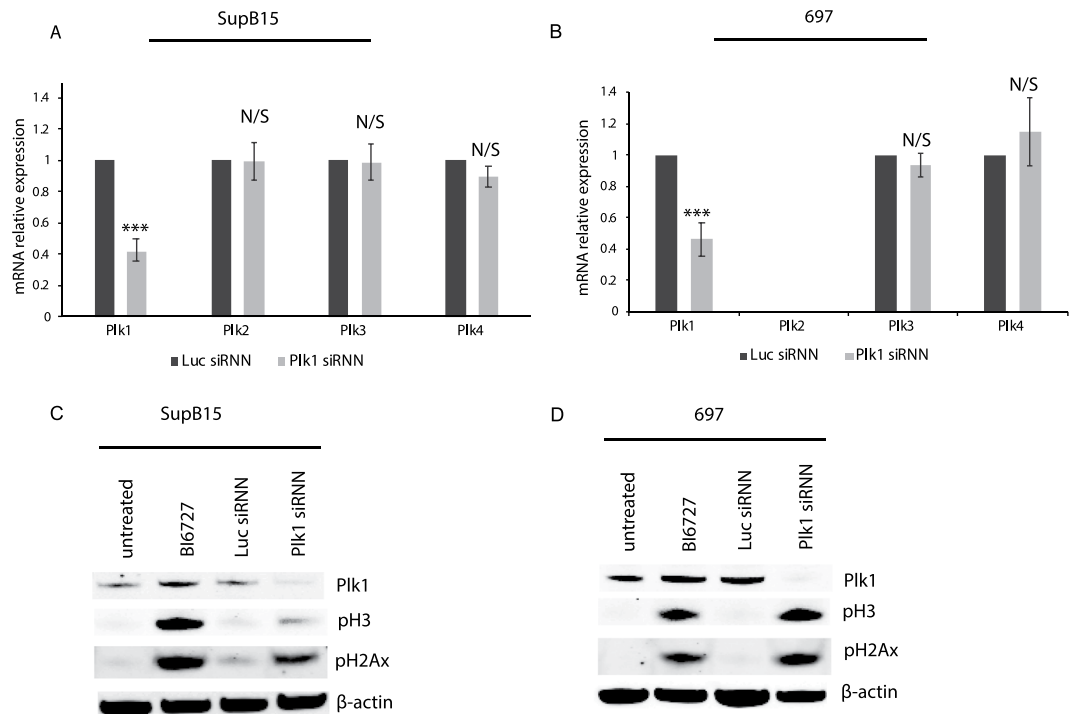 A
SupB15
mRNA relative expression
1.4
1.2
1
0.8
0.6
0.4
0.2
0
***
N/S
N/S
N/S
Plk1 Plk2 Plk3 Plk4
Luc siRNN Plk1 siRNN
B
697
mRNA relative expression
1.4
1.2
1
0.8
0.6
0.4
0.2
0
***
N/S
N/S
Plk1 Plk2 Plk3 Plk4
Luc siRNN Plk1 siRNN
C
SupB15
untreated
BI6727
Luc siRNN
Plk1 siRNN
Plk1
pH3
pH2Ax
β-actin
D
697
untreated
BI6727
Luc siRNN
Plk1 siRNN
Plk1
pH3
pH2Ax
β-actin